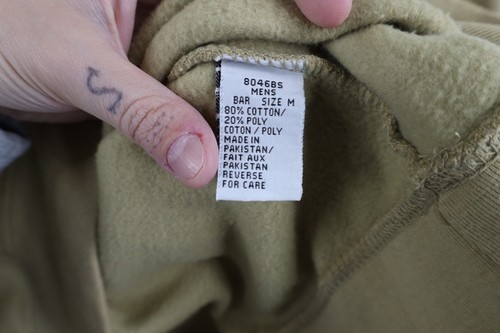 8046BS
MENS
BAR SIZE M
80% COTTON/
20% POLY
COTON / POLY
MADE IN
PAKISTAN/
FAIT AUX
PAKISTAN
REVERSE
FOR CARE